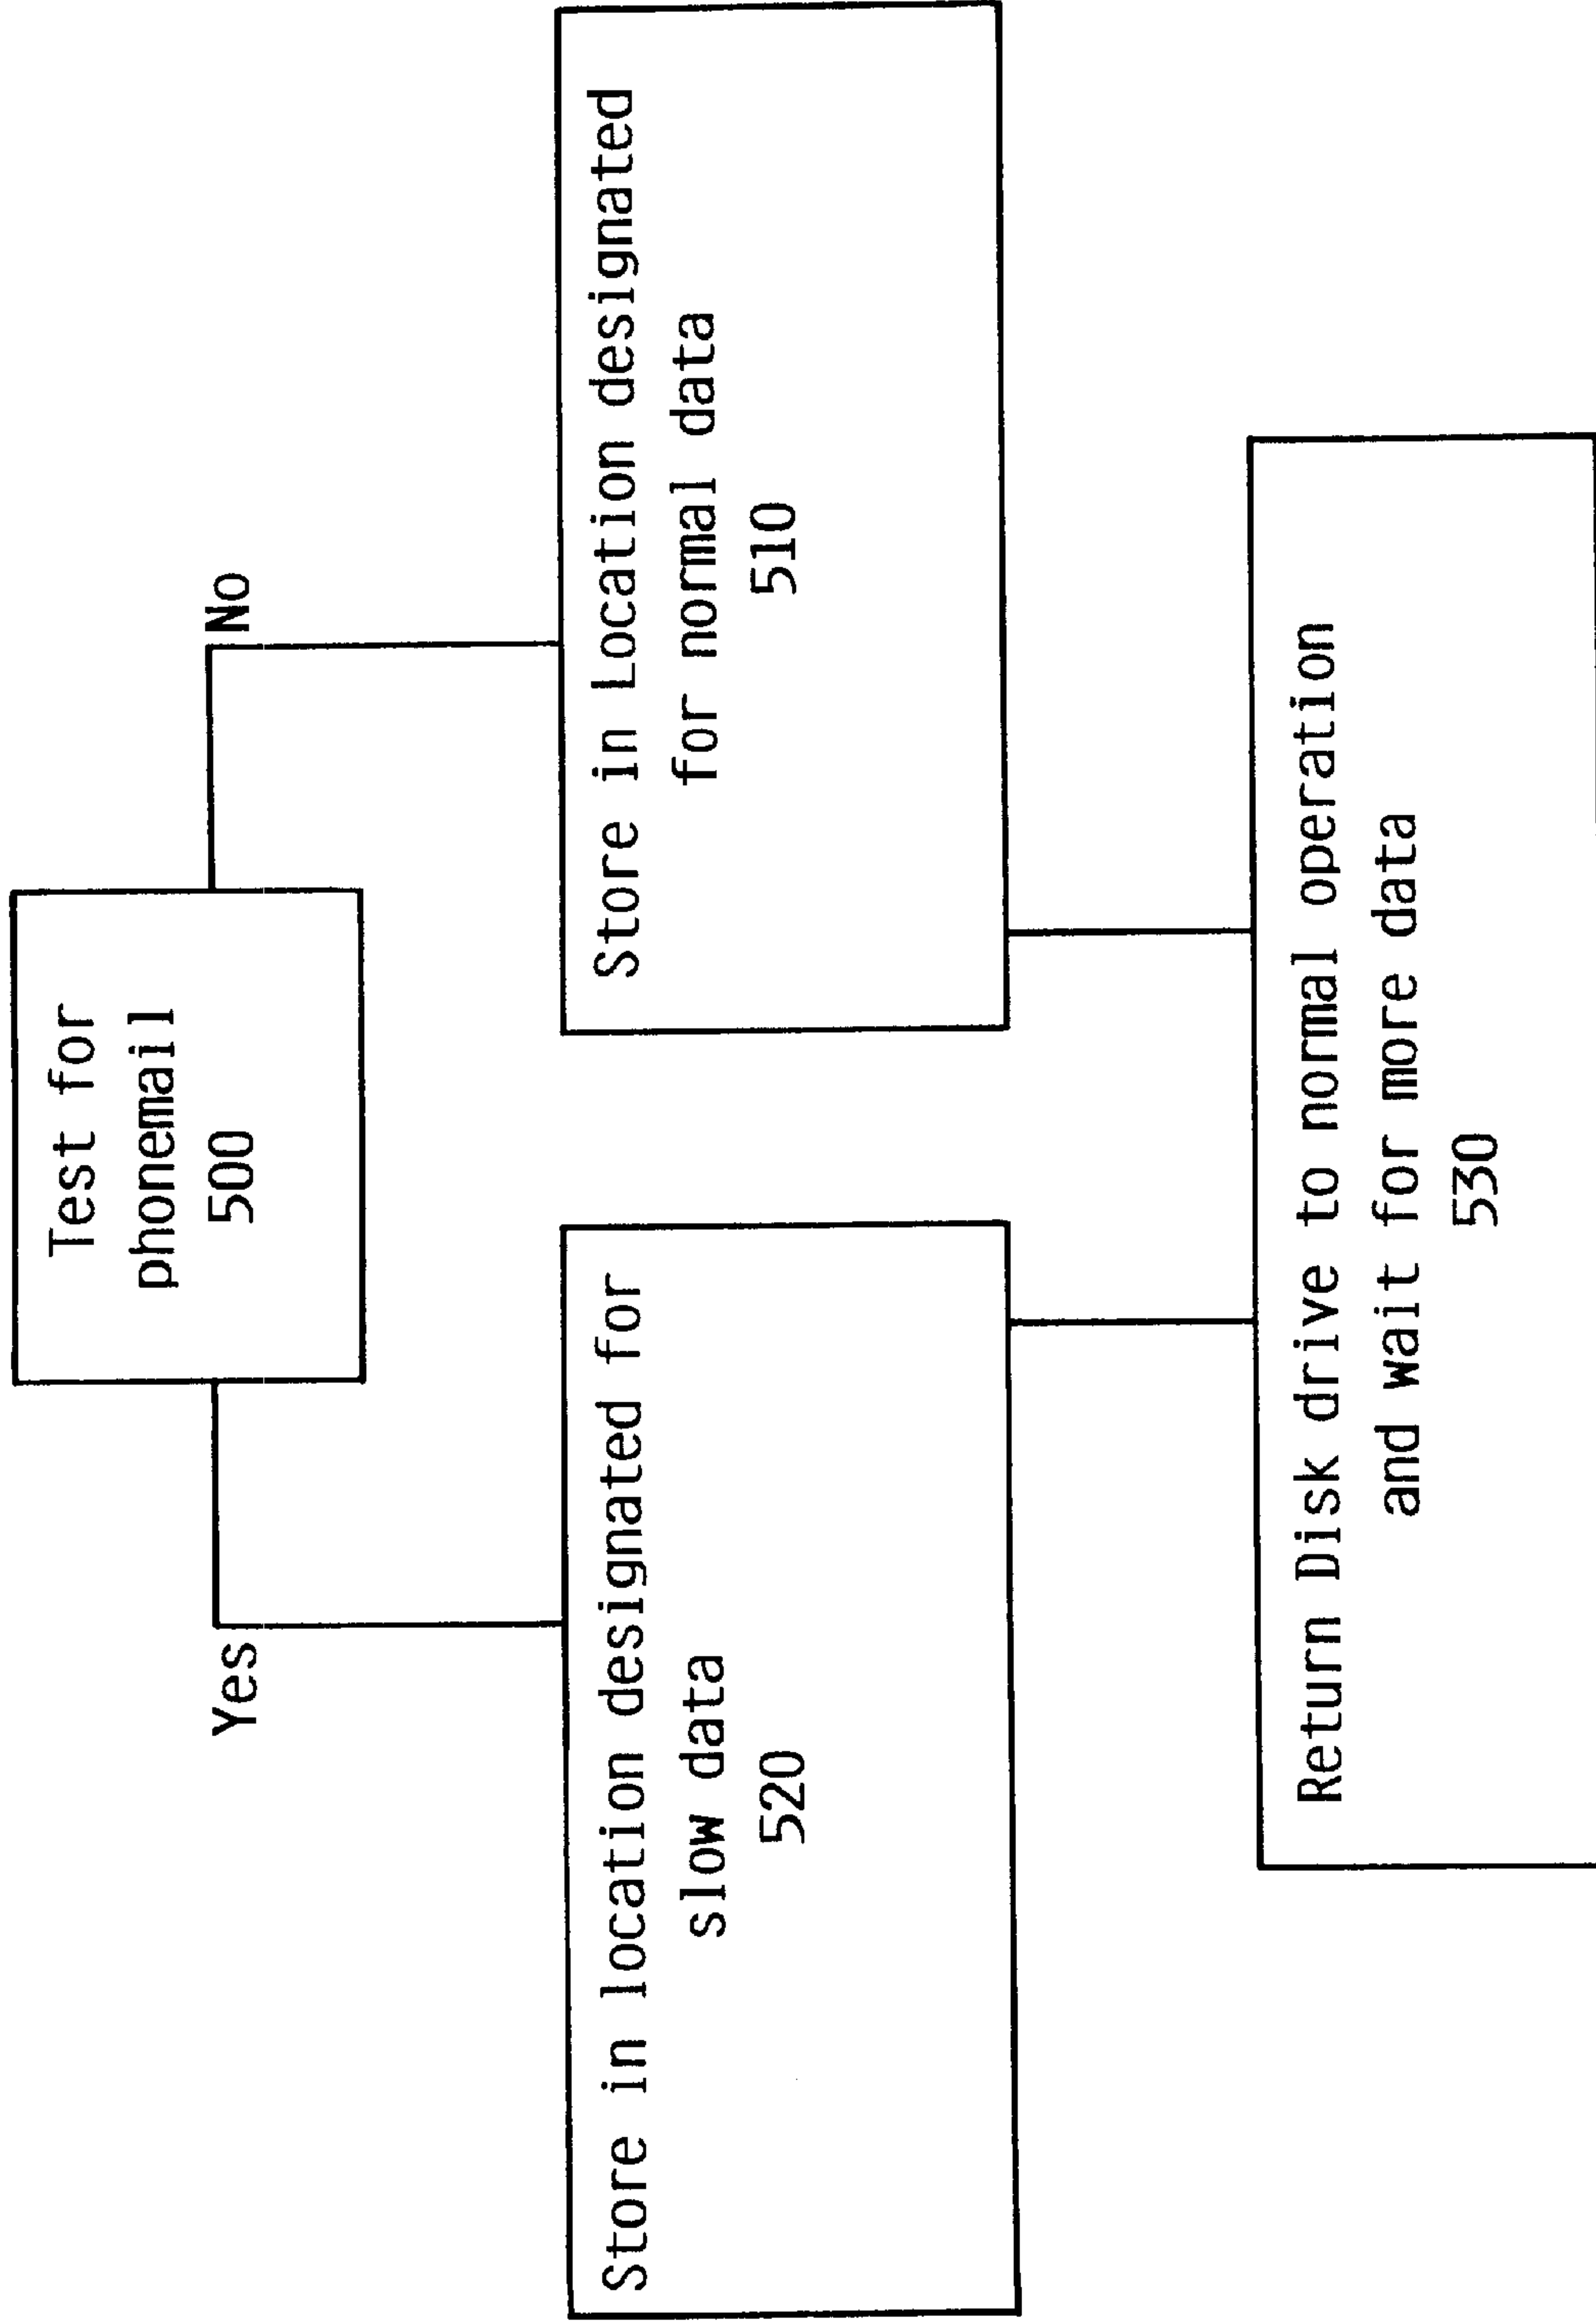 Test for
phonemail
500
Yes
No
Store in location designated for
slow data
520
Store in Location designated
for normal data
510
Return Disk drive to normal operation
and wait for more data
530